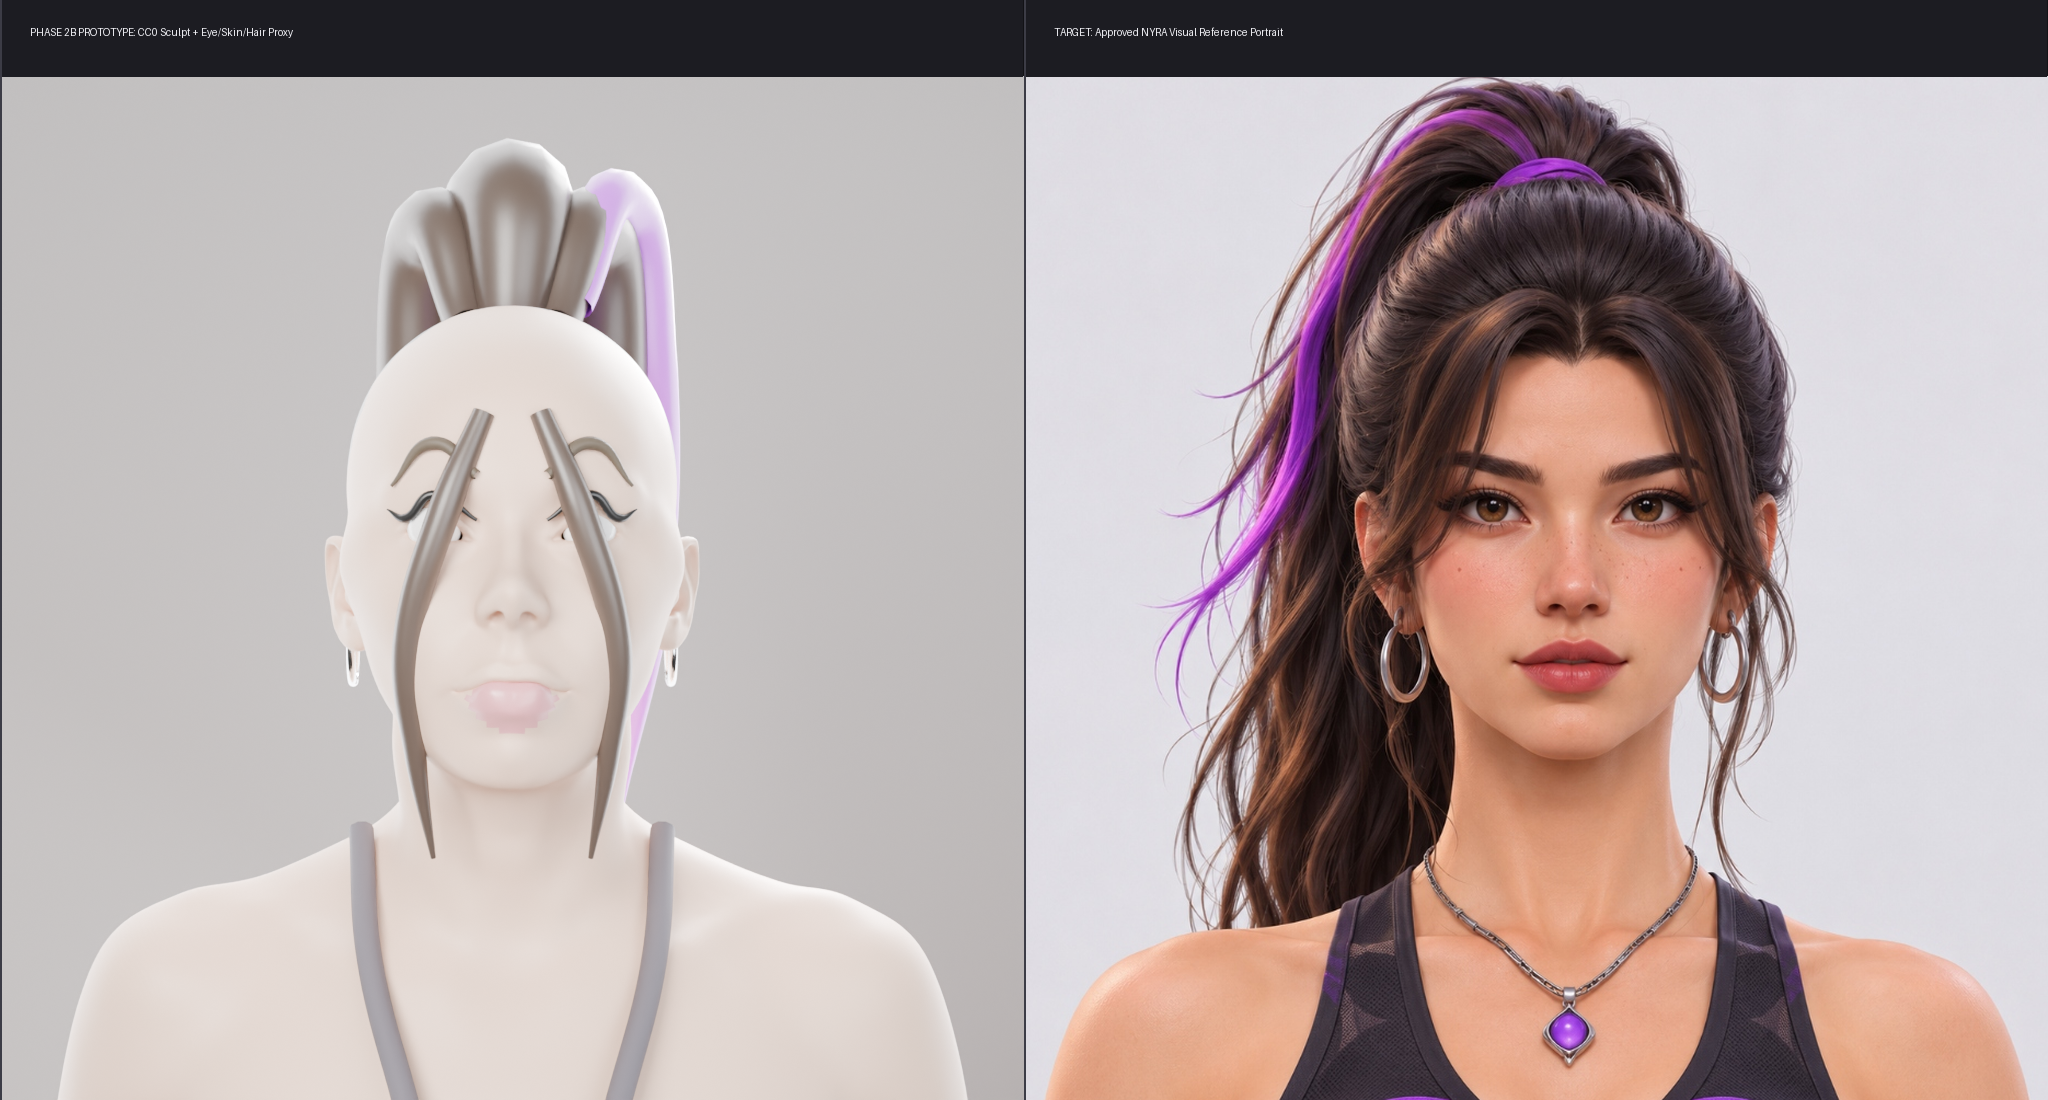 PHASE 2B PROTOTYPE: CC0 Sculpt + Eye/Skin/Hair Proxy
TARGET: Approved NYRA Visual Reference Portrait